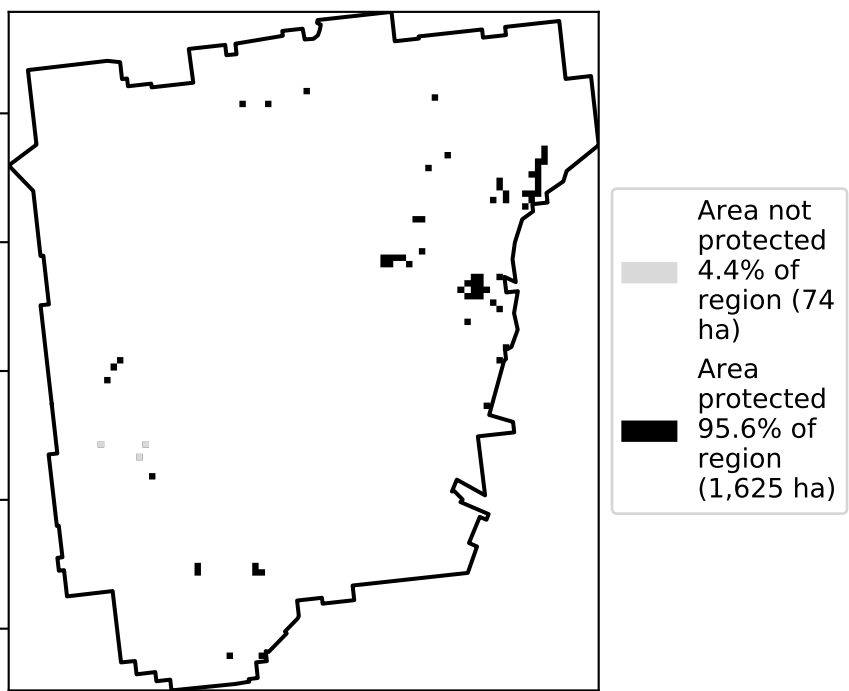 Area not
protected
4.4% of
region (74
ha)
Area
protected
95.6% of
region
(1,625 ha)